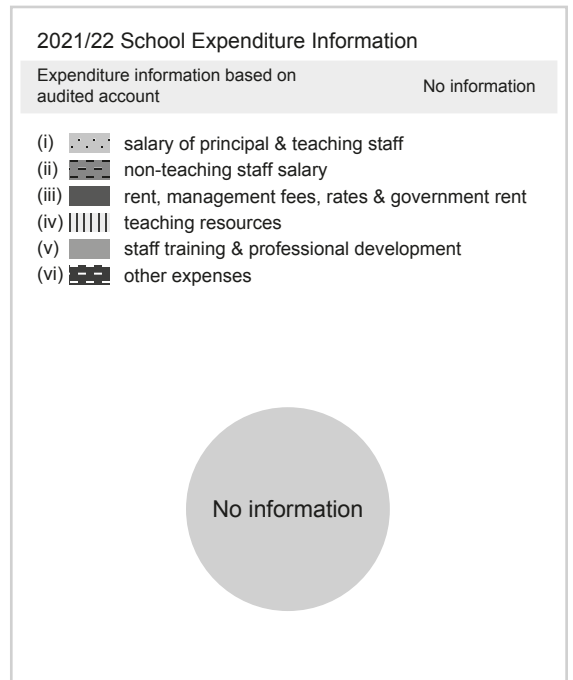 2021/22 School Expenditure Information
Expenditure information based on
audited account
No information
(i) salary of principal & teaching staff
(ii) non-teaching staff salary
(iii) rent, management fees, rates & government rent
(iv) teaching resources
(v) staff training & professional development
(vi) other expenses
No information